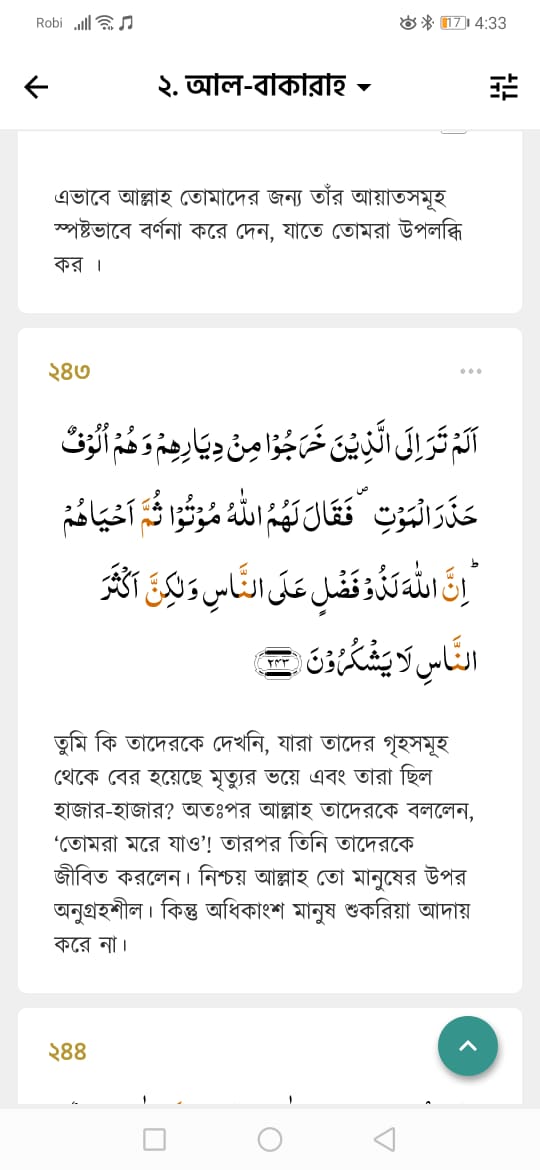 Robi 17 4:33
২. আল-বাকারাহ
এভাবে আল্লাহ তোমাদের জন্য তাঁর আয়াতসমূহ
স্পষ্টভাবে বর্ণনা করে দেন, যাতে তোমরা উপলব্ধি
কর ।
২৪৩
اَلَمْ تَرَ اِلَى الَّذِيْنَ خَرَجُوْا مِنْ دِيَارِهِمْ وَهُمْ اُلُوْفٌ
حَذَرَ الْمَوْتِ ۪ فَقَالَ لَهُمُ اللّٰهُ مُوْتُوْا ثُمَّ اَحْيَاهُمْ
ؕ اِنَّ اللّٰهَ لَذُوْ فَضْلٍ عَلَى النَّاسِ وَلٰكِنَّ اَكْثَرَ
النَّاسِ لَا يَشْكُرُوْنَ ﴿۲۴۳﴾
তুমি কি তাদেরকে দেখনি, যারা তাদের গৃহসমূহ
থেকে বের হয়েছে মৃত্যুর ভয়ে এবং তারা ছিল
হাজার-হাজার? অতঃপর আল্লাহ তাদেরকে বললেন,
‘তোমরা মরে যাও’! তারপর তিনি তাদেরকে
জীবিত করলেন। নিশ্চয় আল্লাহ তো মানুষের উপর
অনুগ্রহশীল। কিন্তু অধিকাংশ মানুষ শুকরিয়া আদায়
করে না।
২৪৪